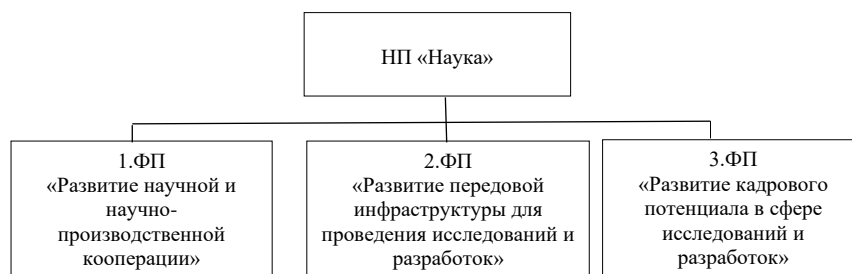 НП «Наука»
1.ФП
«Развитие научной и
научно-
производственной
кооперации»
2.ФП
«Развитие передовой
инфраструктуры для
проведения исследований и
разработок»
3.ФП
«Развитие кадрового
потенциала в сфере
исследований и
разработок»